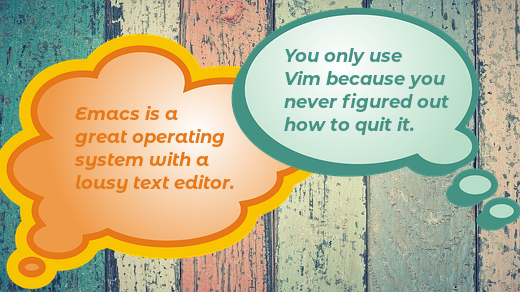 Emacs is a
great operating
system with a
lousy text editor.
You only use
Vim because you
never figured out
how to quit it.